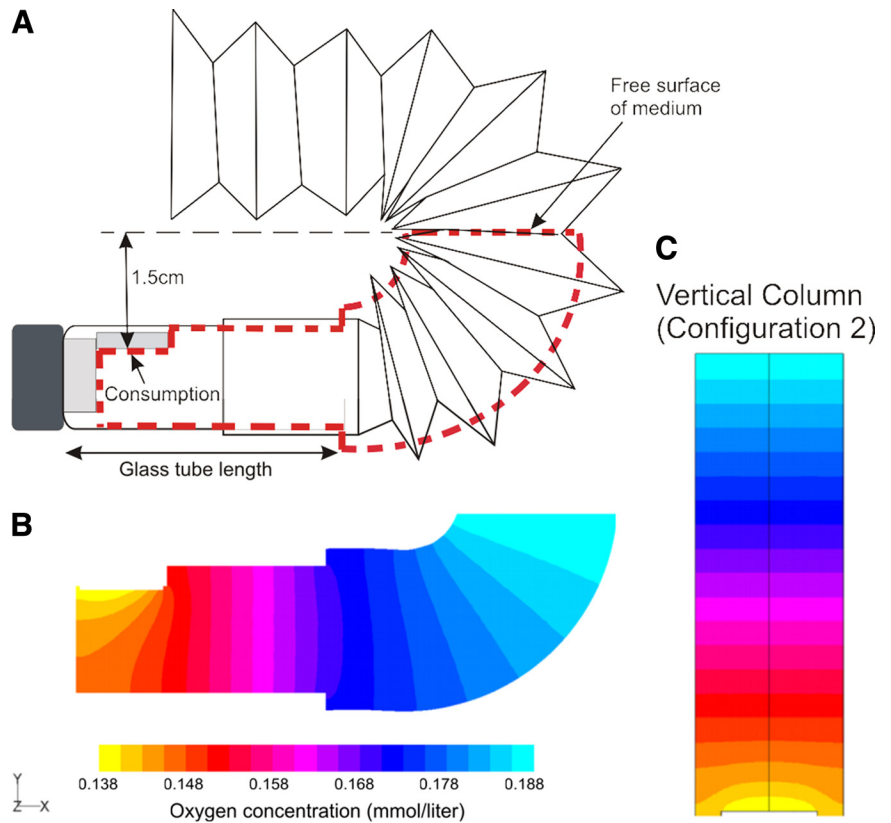 A
Free surface
of medium
1.5cm
Consumption
Glass tube length
C
Vertical Column
(Configuration 2)
B
0.138 0.148 0.158 0.168 0.178 0.188
Oxygen concentration (mmol/liter)
Y
Z X